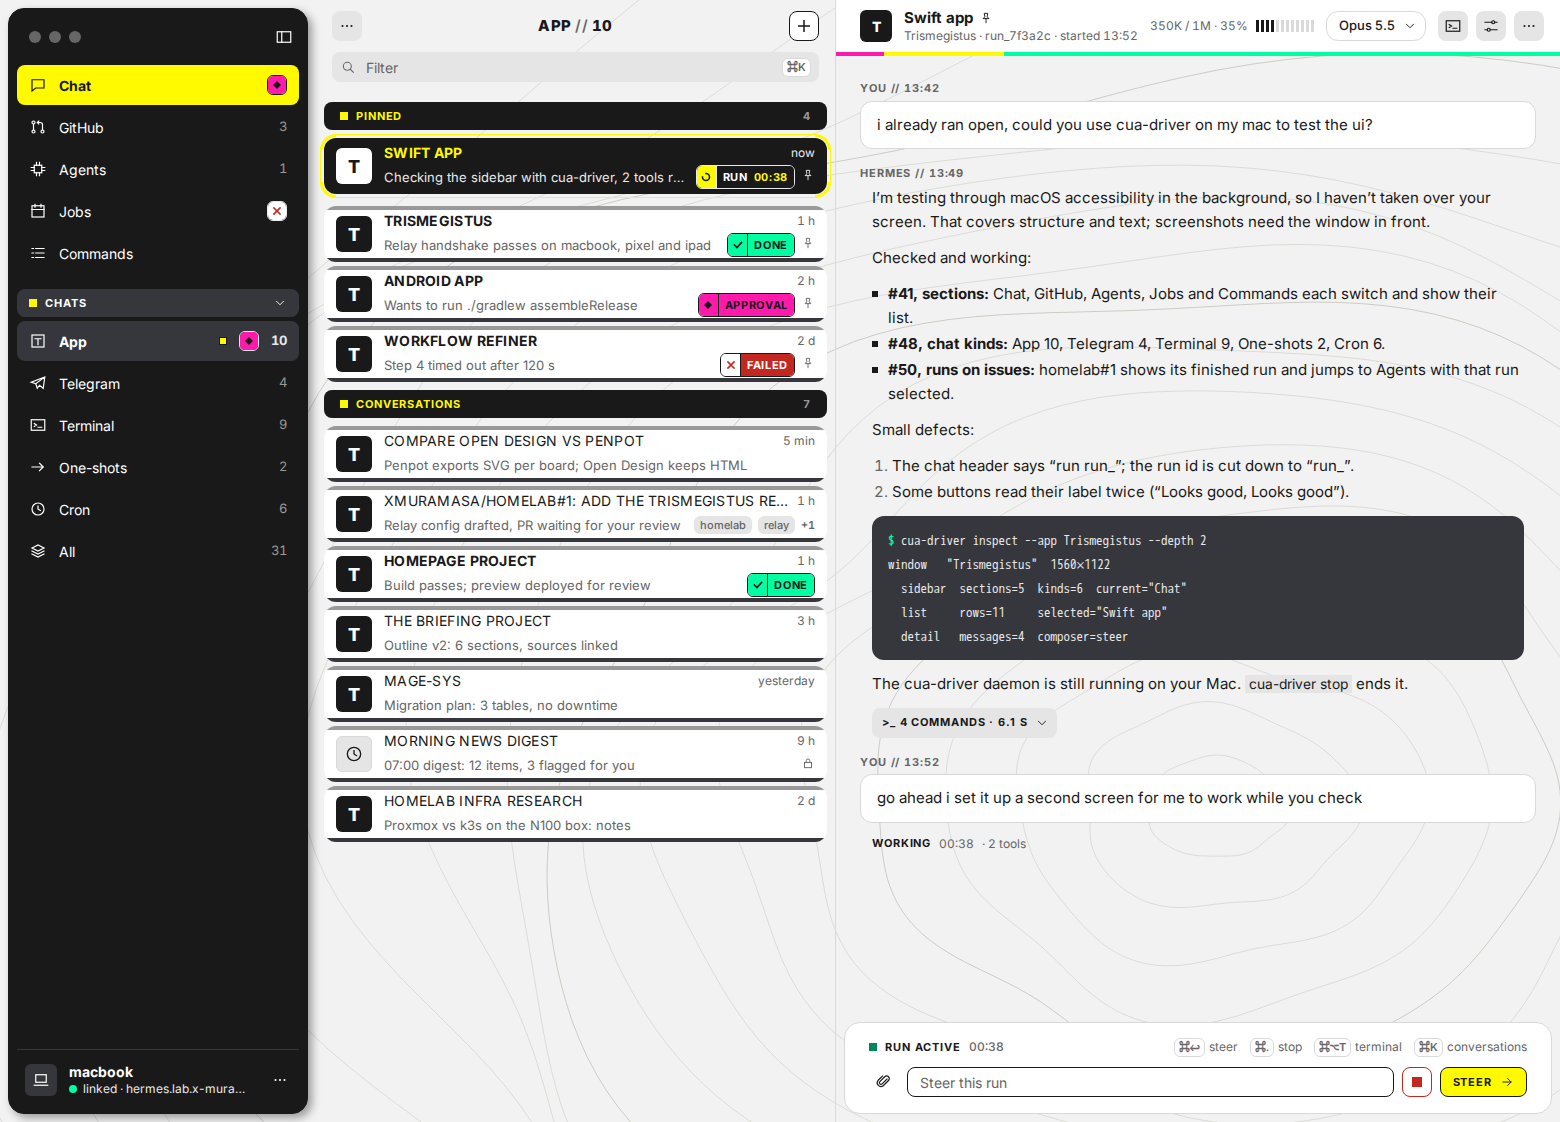 Chat
GitHub 3
Agents 1
Jobs
Commands
CHATS
App 10
Telegram 4
Terminal 9
One-shots 2
Cron 6
All 31
macbook
linked · hermes.lab.x-mura...
APP // 10
Filter ⌘K
PINNED 4
T SWIFT APP now
Checking the sidebar with cua-driver, 2 tools r... RUN 00:38
T TRISMEGISTUS 1 h
Relay handshake passes on macbook, pixel and ipad DONE
T ANDROID APP 2 h
Wants to run ./gradlew assembleRelease APPROVAL
T WORKFLOW REFINER 2 d
Step 4 timed out after 120 s FAILED
CONVERSATIONS 7
T COMPARE OPEN DESIGN VS PENPOT 5 min
Penpot exports SVG per board; Open Design keeps HTML
T XMURAMASA/HOMELAB#1: ADD THE TRISMEGISTUS RE... 1 h
Relay config drafted, PR waiting for your review homelab relay +1
T HOMEPAGE PROJECT 1 h
Build passes; preview deployed for review DONE
T THE BRIEFING PROJECT 3 h
Outline v2: 6 sections, sources linked
T MAGE-SYS yesterday
Migration plan: 3 tables, no downtime
MORNING NEWS DIGEST 9 h
07:00 digest: 12 items, 3 flagged for you
T HOMELAB INFRA RESEARCH 2 d
Proxmox vs k3s on the N100 box: notes
T Swift app
Trismegistus · run_7f3a2c · started 13:52
350K / 1M · 35%
Opus 5.5
YOU // 13:42
i already ran open, could you use cua-driver on my mac to test the ui?
HERMES // 13:49
I’m testing through macOS accessibility in the background, so I haven’t taken over your
screen. That covers structure and text; screenshots need the window in front.
Checked and working:
#41, sections: Chat, GitHub, Agents, Jobs and Commands each switch and show their
list.
#48, chat kinds: App 10, Telegram 4, Terminal 9, One-shots 2, Cron 6.
#50, runs on issues: homelab#1 shows its finished run and jumps to Agents with that run
selected.
Small defects:
1. The chat header says “run run_”; the run id is cut down to “run_”.
2. Some buttons read their label twice (“Looks good, Looks good”).
$ cua-driver inspect --app Trismegistus --depth 2
window "Trismegistus" 1560×1122
sidebar sections=5 kinds=6 current="Chat"
list rows=11 selected="Swift app"
detail messages=4 composer=steer
The cua-driver daemon is still running on your Mac. cua-driver stop ends it.
>_ 4 COMMANDS · 6.1 S
YOU // 13:52
go ahead i set it up a second screen for me to work while you check
WORKING 00:38 · 2 tools
RUN ACTIVE 00:38
⌘↩ steer ⌘. stop ⌘⌥T terminal ⌘K conversations
Steer this run
STEER